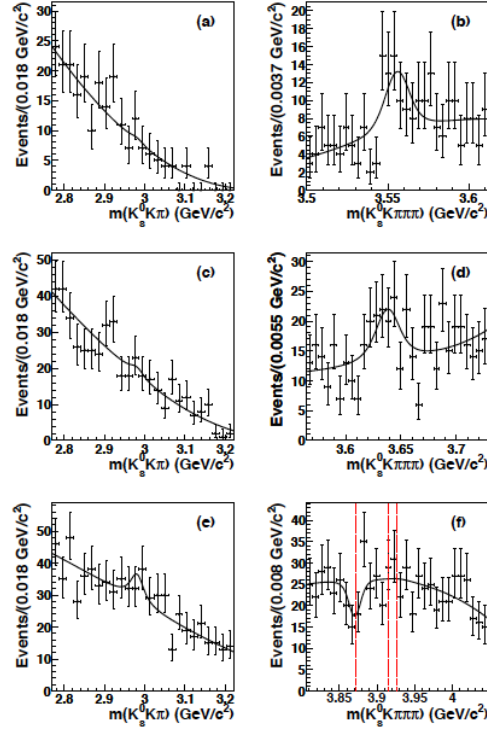 (a)
Events/(0.018 GeV/c²)
30
25
20
15
10
5
0
2.8 2.9 3 3.1 3.2
m(K⁰ₛKπ) (GeV/c²)
(b)
Events/(0.0037 GeV/c²)
20
18
16
14
12
10
8
6
4
2
0
3.5 3.55 3.6
m(K⁰ₛKπππ) (GeV/c²)
(c)
Events/(0.018 GeV/c²)
50
40
30
20
10
0
2.8 2.9 3 3.1 3.2
m(K⁰ₛKπ) (GeV/c²)
(d)
Events/(0.0055 GeV/c²)
30
25
20
15
10
5
0
3.6 3.65 3.7
m(K⁰ₛKπππ) (GeV/c²)
(e)
Events/(0.018 GeV/c²)
50
40
30
20
10
0
2.8 2.9 3 3.1 3.2
m(K⁰ₛKπ) (GeV/c²)
(f)
Events/(0.008 GeV/c²)
40
35
30
25
20
15
10
5
0
3.85 3.9 3.95 4
m(K⁰ₛKπππ) (GeV/c²)